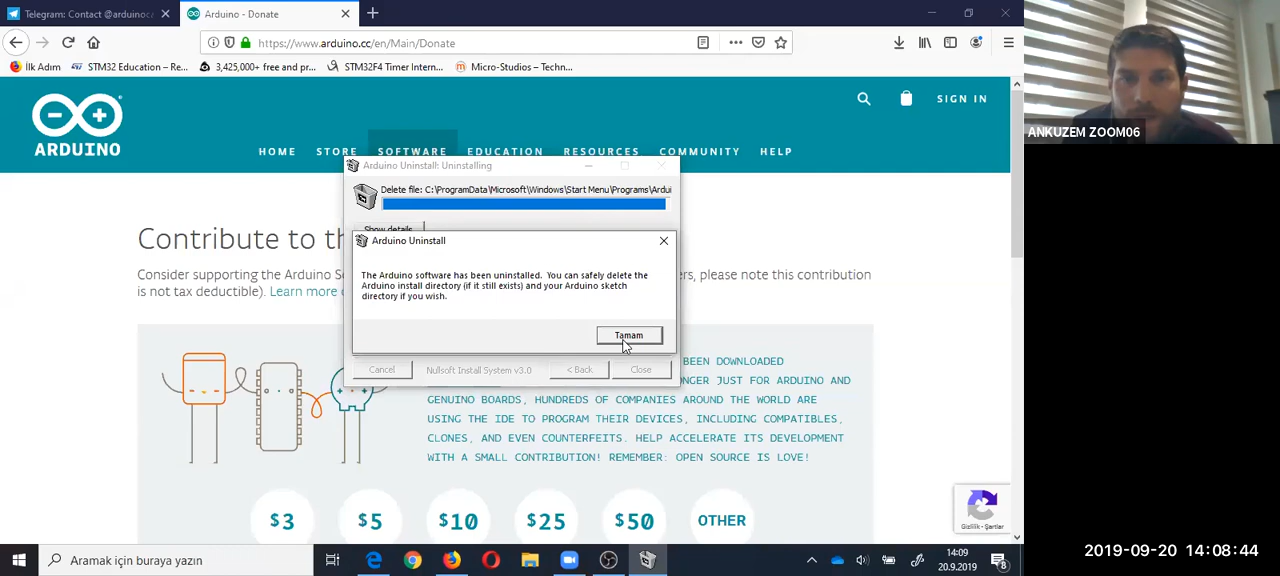 Telegram: Contact @arduinoca
Arduino - Donate
https://www.arduino.cc/en/Main/Donate
İlk Adım
STM32 Education – Re...
3,425,000+ free and pr...
STM32F4 Timer Intern...
Micro-Studios – Techn...
ANKUZEM ZOOM06
ARDUINO
SIGN IN
HOME
STORE
SOFTWARE
EDUCATION
RESOURCES
COMMUNITY
HELP
Arduino Uninstall: Uninstalling
Delete file: C:\ProgramData\Microsoft\Windows\Start Menu\Programs\Ardui
Show details
Arduino Uninstall
The Arduino software has been uninstalled. You can safely delete the
Arduino install directory (if it still exists) and your Arduino sketch
directory if you wish.
Tamam
Cancel
Nullsoft Install System v3.0
< Back
Close
Contribute to th
Consider supporting the Arduino S
ers, please note this contribution
is not tax deductible). Learn more
BEEN DOWNLOADED
NGER JUST FOR ARDUINO AND
GENUINO BOARDS, HUNDREDS OF COMPANIES AROUND THE WORLD ARE
USING THE IDE TO PROGRAM THEIR DEVICES, INCLUDING COMPATIBLES,
CLONES, AND EVEN COUNTERFEITS. HELP ACCELERATE ITS DEVELOPMENT
WITH A SMALL CONTRIBUTION! REMEMBER: OPEN SOURCE IS LOVE!
$3
$5
$10
$25
$50
OTHER
Gizlilik - Şartlar
Aramak için buraya yazın
14:09
20.9.2019
8
2019-09-20 14:08:44